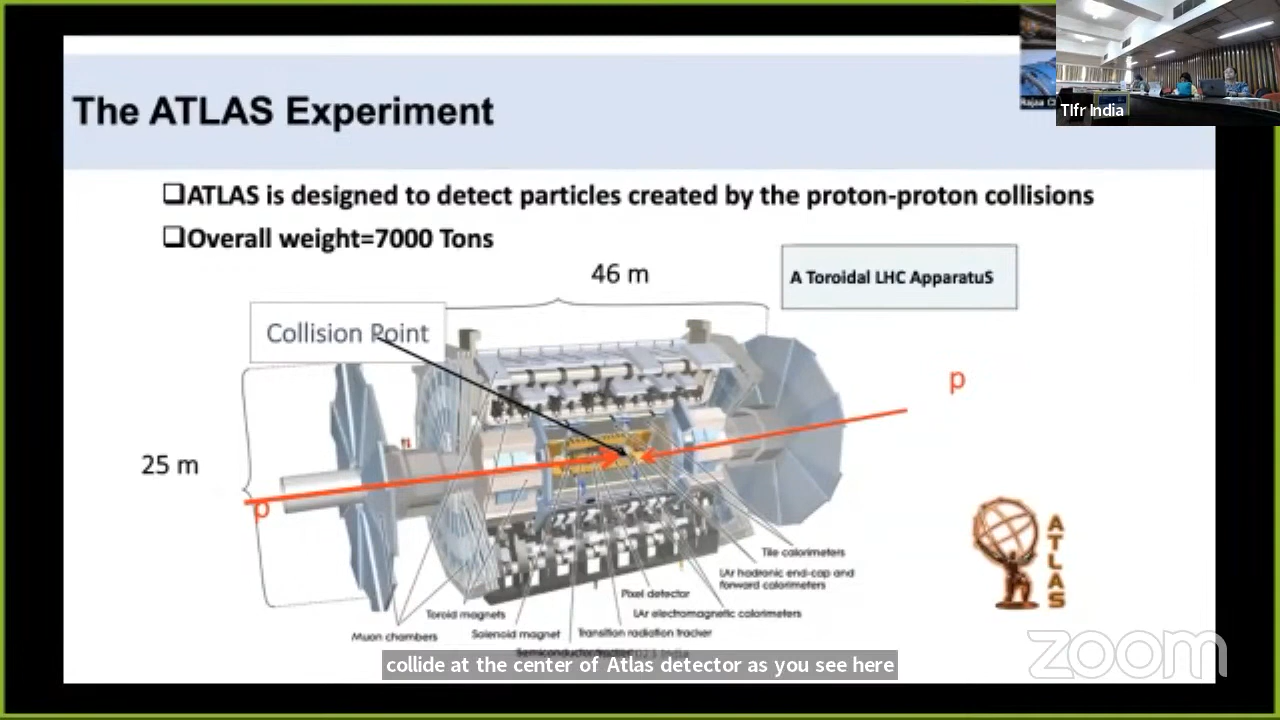 The ATLAS Experiment
TIfr India
❑ATLAS is designed to detect particles created by the proton-proton collisions
❑Overall weight=7000 Tons
46 m
A Toroidal LHC ApparatuS
Collision Point
p
25 m
p
ATLAS
Tile calorimeters
LAr hadronic end-cap and
forward calorimeters
Pixel detector
Toroid magnets
LAr electromagnetic calorimeters
Muon chambers
Solenoid magnet
Transition radiation tracker
collide at the center of Atlas detector as you see here
zoom